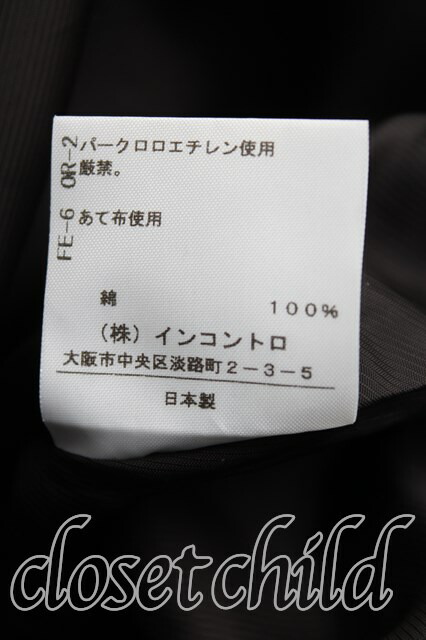 OR-2
パークロロエチレン使用
厳禁。
FE-6
あて布使用
綿 100%
（株）インコントロ
大阪市中央区淡路町2-3-5
日本製
closetchild